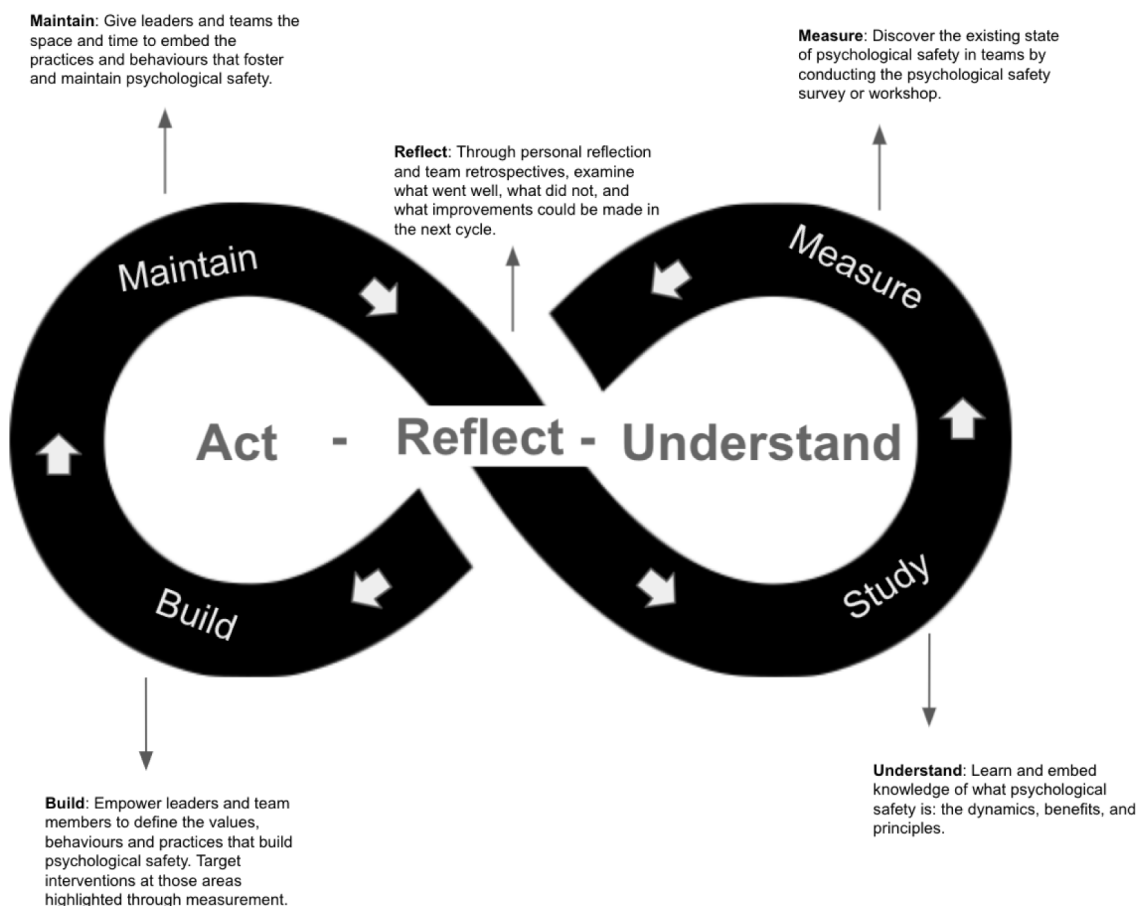 Maintain: Give leaders and teams the
space and time to embed the
practices and behaviours that foster
and maintain psychological safety.
Measure: Discover the existing state
of psychological safety in teams by
conducting the psychological safety
survey or workshop.
Reflect: Through personal reflection
and team retrospectives, examine
what went well, what did not, and
what improvements could be made in
the next cycle.
Maintain
Measure
Act - Reflect - Understand
Build
Study
Understand: Learn and embed
knowledge of what psychological
safety is: the dynamics, benefits, and
principles.
Build: Empower leaders and team
members to define the values,
behaviours and practices that build
psychological safety. Target
interventions at those areas
highlighted through measurement.